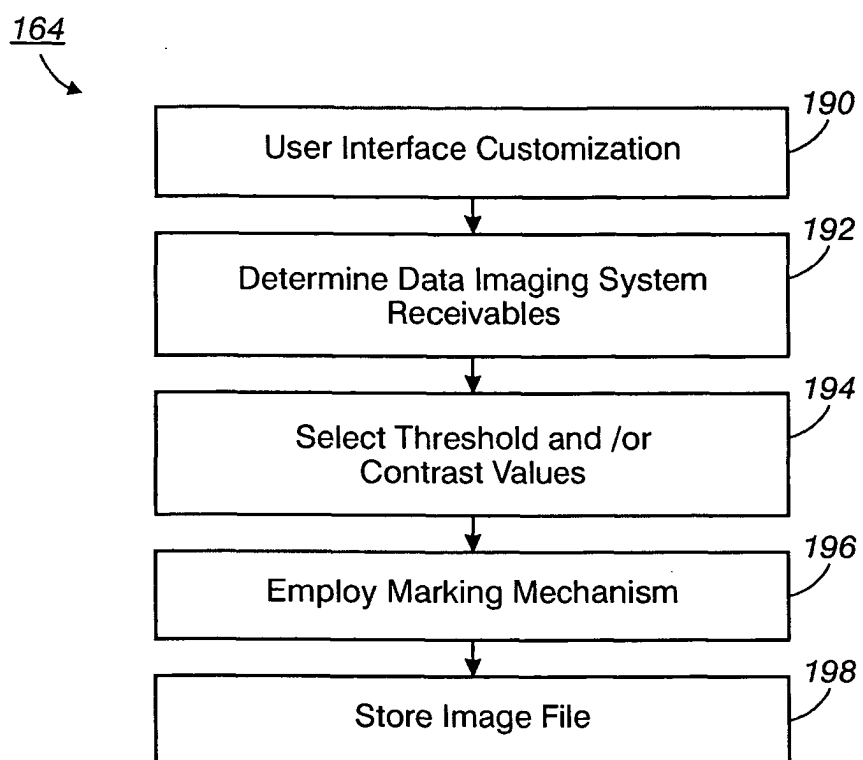 164
190
User Interface Customization
192
Determine Data Imaging System
Receivables
194
Select Threshold and /or
Contrast Values
196
Employ Marking Mechanism
198
Store Image File